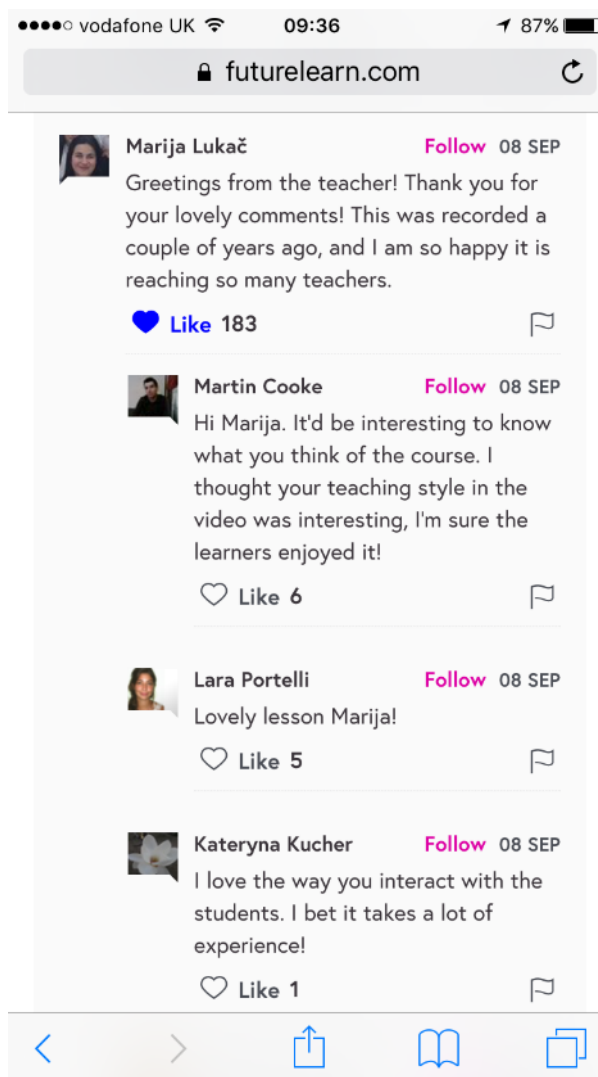 vodafone UK 09:36 87%
futurelearn.com
Marija Lukač Follow 08 SEP
Greetings from the teacher! Thank you for
your lovely comments! This was recorded a
couple of years ago, and I am so happy it is
reaching so many teachers.
Like 183
Martin Cooke Follow 08 SEP
Hi Marija. It'd be interesting to know
what you think of the course. I
thought your teaching style in the
video was interesting, I'm sure the
learners enjoyed it!
Like 6
Lara Portelli Follow 08 SEP
Lovely lesson Marija!
Like 5
Kateryna Kucher Follow 08 SEP
I love the way you interact with the
students. I bet it takes a lot of
experience!
Like 1